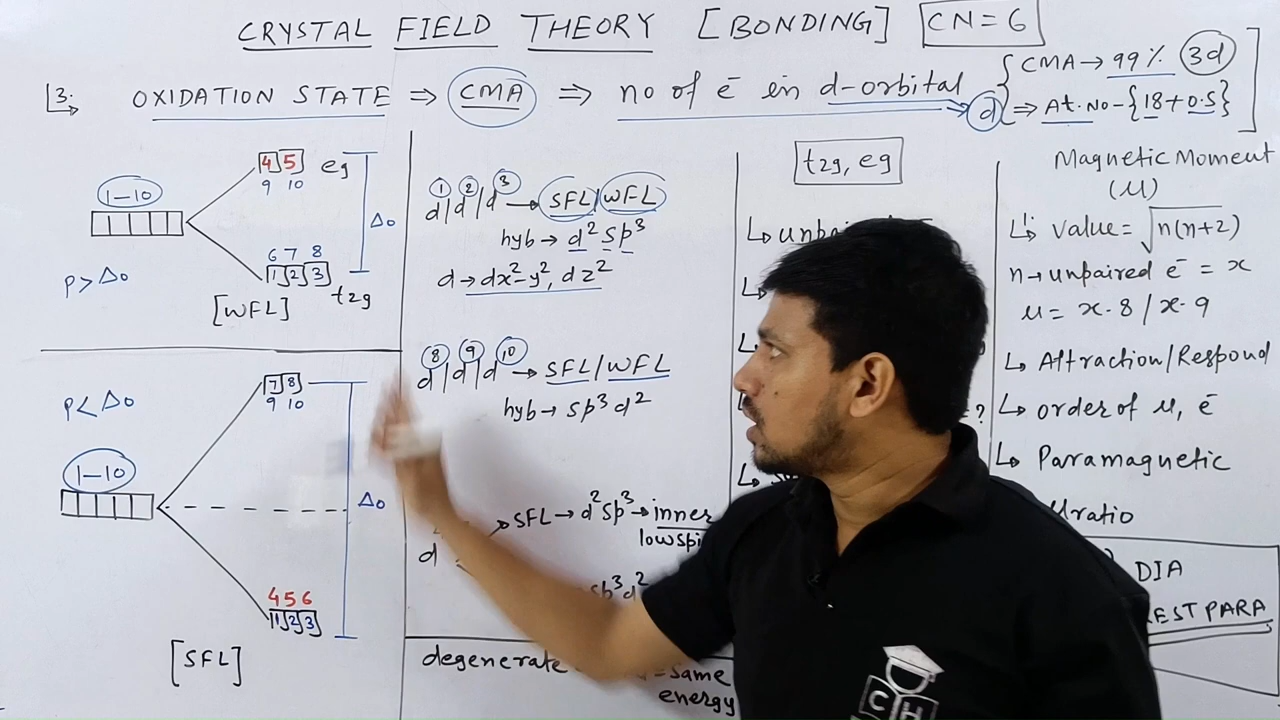 CRYSTAL FIELD THEORY [BONDING] CN=6
3. OXIDATION STATE ⇒ CMA ⇒ no of e⁻ in d-orbital
CMA → 99% 3d
d ⇒ At.No - {18+0.5}
1-10
4 5 eg
9 10
Δo
6 7 8
1 2 3 t2g
P > Δo
[WFL]
P < Δo
7 8
9 10
1-10
Δo
4 5 6
1 2 3
[SFL]
1 2 3
d/d/d → SFL/WFL
hyb → d²sp³
d → dx²-y², dz²
8 9 10
d/d/d → SFL/WFL
hyb → sp³d²
d
SFL → d²sp³ → inner
sp³d²
degenerate
same
energy
t2g, eg
Magnetic Moment
(μ)
value = √n(n+2)
n → unpaired e⁻ = x
μ = x.8 / x.9
Attraction/Respond
?
order of μ, e⁻
Paramagnetic
ratio
DIA
EST PARA
CH